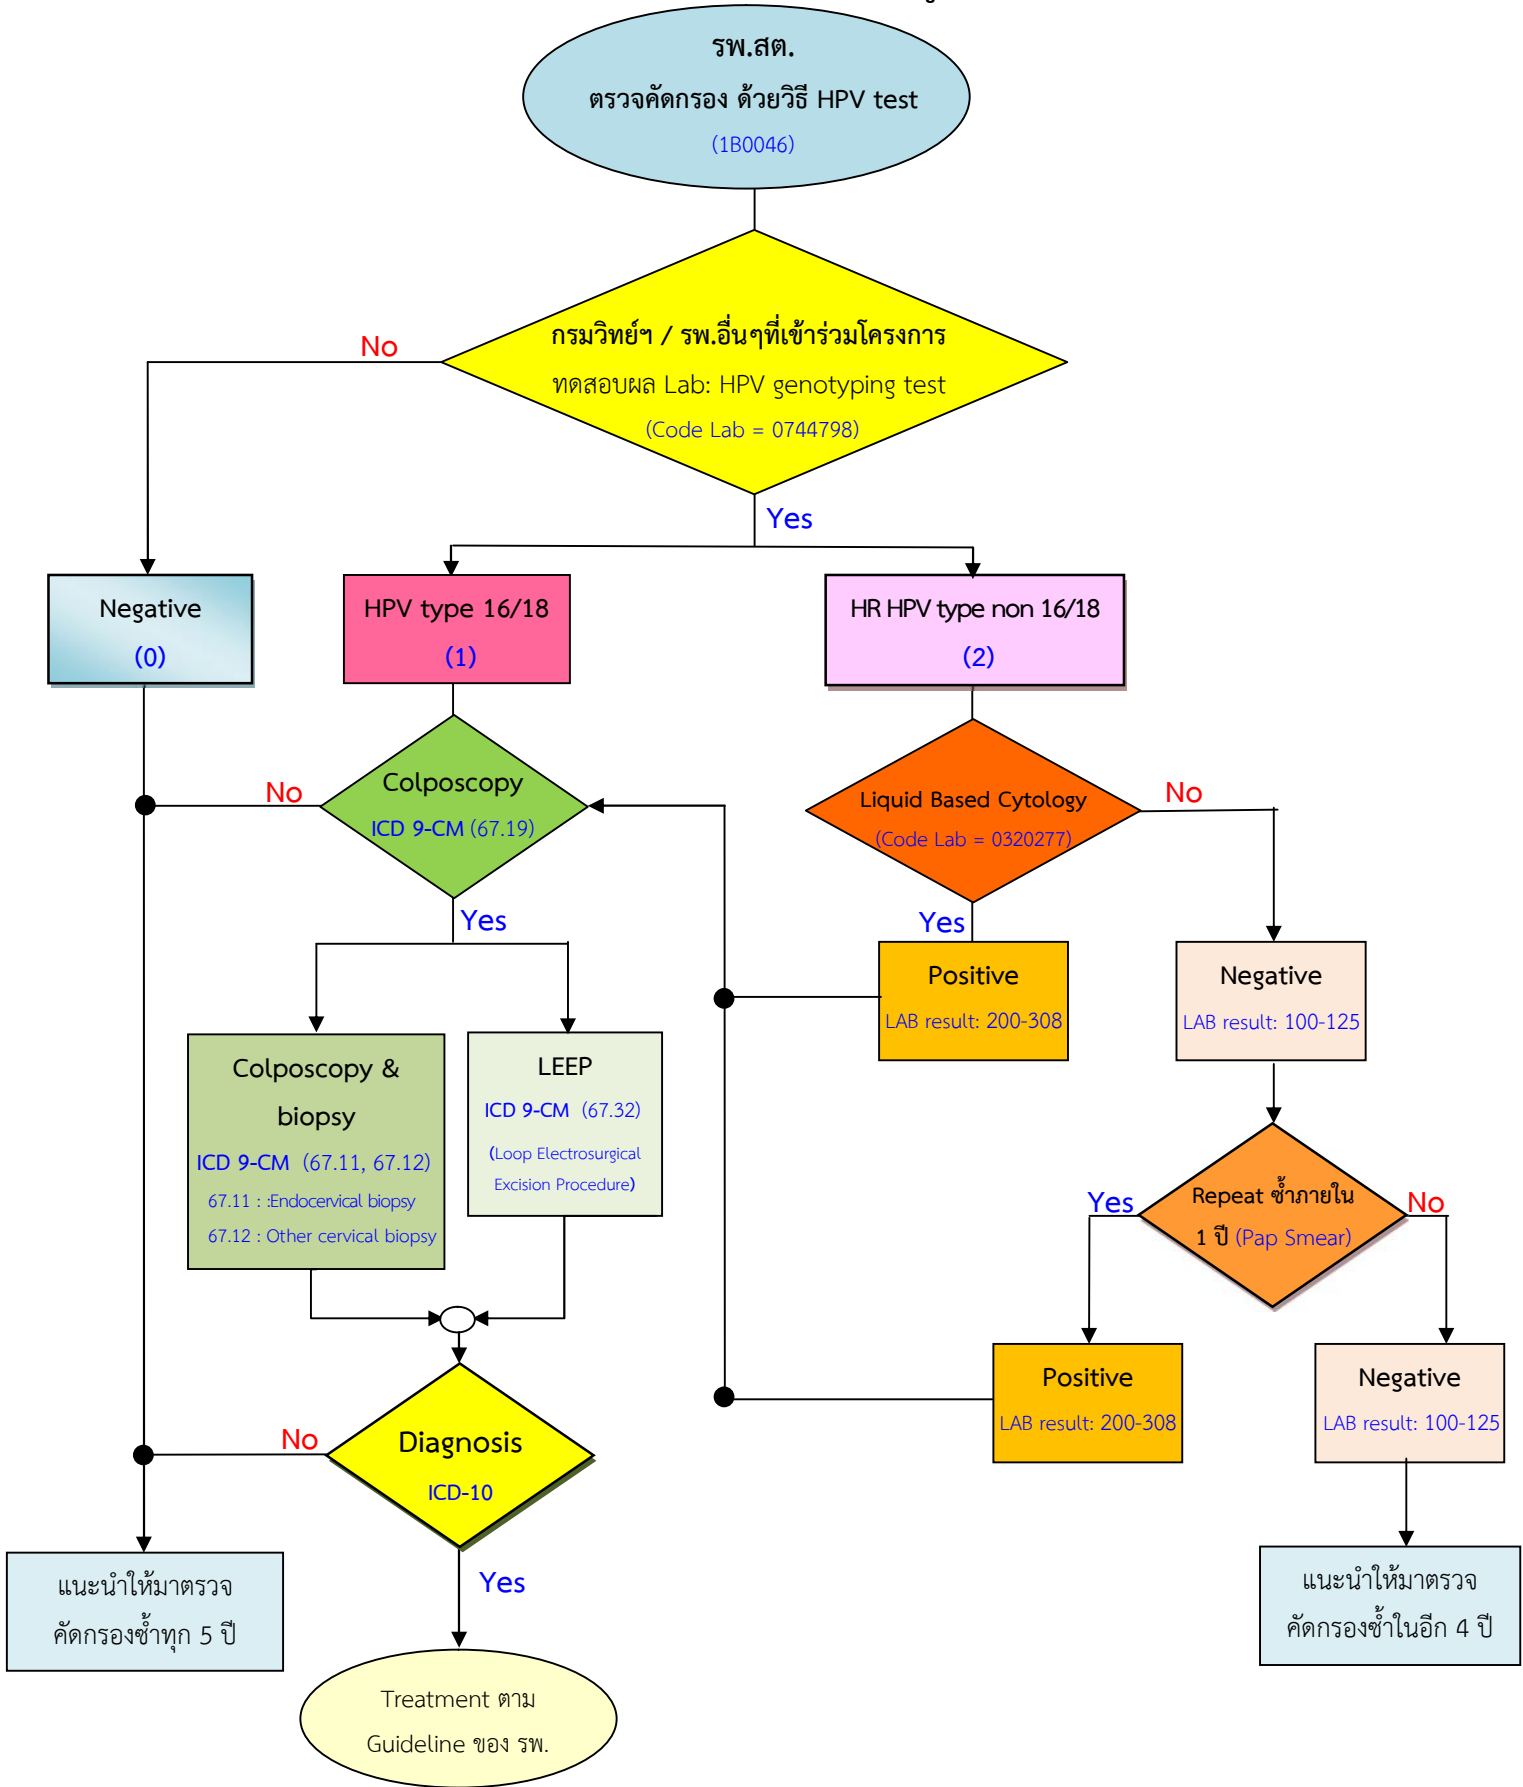 รพ.สต.
ตรวจคัดกรอง ด้วยวิธี HPV test
(1B0046)
กรมวิทย์ฯ / รพ.อื่นๆที่เข้าร่วมโครงการ
ทดสอบผล Lab: HPV genotyping test
(Code Lab = 0744798)
No
Yes
Negative
(0)
HPV type 16/18
(1)
HR HPV type non 16/18
(2)
Colposcopy
ICD 9-CM (67.19)
No
Yes
Liquid Based Cytology
(Code Lab = 0320277)
No
Yes
Positive
LAB result: 200-308
Negative
LAB result: 100-125
Colposcopy &
biopsy
ICD 9-CM (67.11, 67.12)
67.11 : :Endocervical biopsy
67.12 : Other cervical biopsy
LEEP
ICD 9-CM (67.32)
(Loop Electrosurgical
Excision Procedure)
Repeat ซ้ำภายใน
1 ปี (Pap Smear)
Yes
No
Positive
LAB result: 200-308
Negative
LAB result: 100-125
Diagnosis
ICD-10
No
Yes
แนะนำให้มาตรวจ
คัดกรองซ้ำทุก 5 ปี
แนะนำให้มาตรวจ
คัดกรองซ้ำในอีก 4 ปี
Treatment ตาม
Guideline ของ รพ.